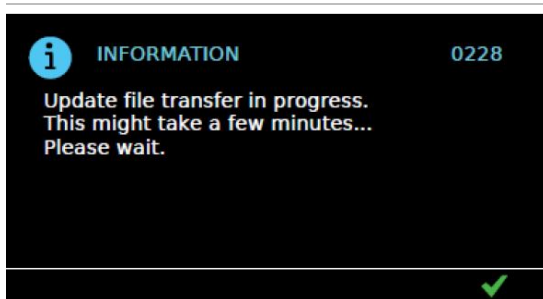 INFORMATION 0228
Update file transfer in progress.
This might take a few minutes...
Please wait.